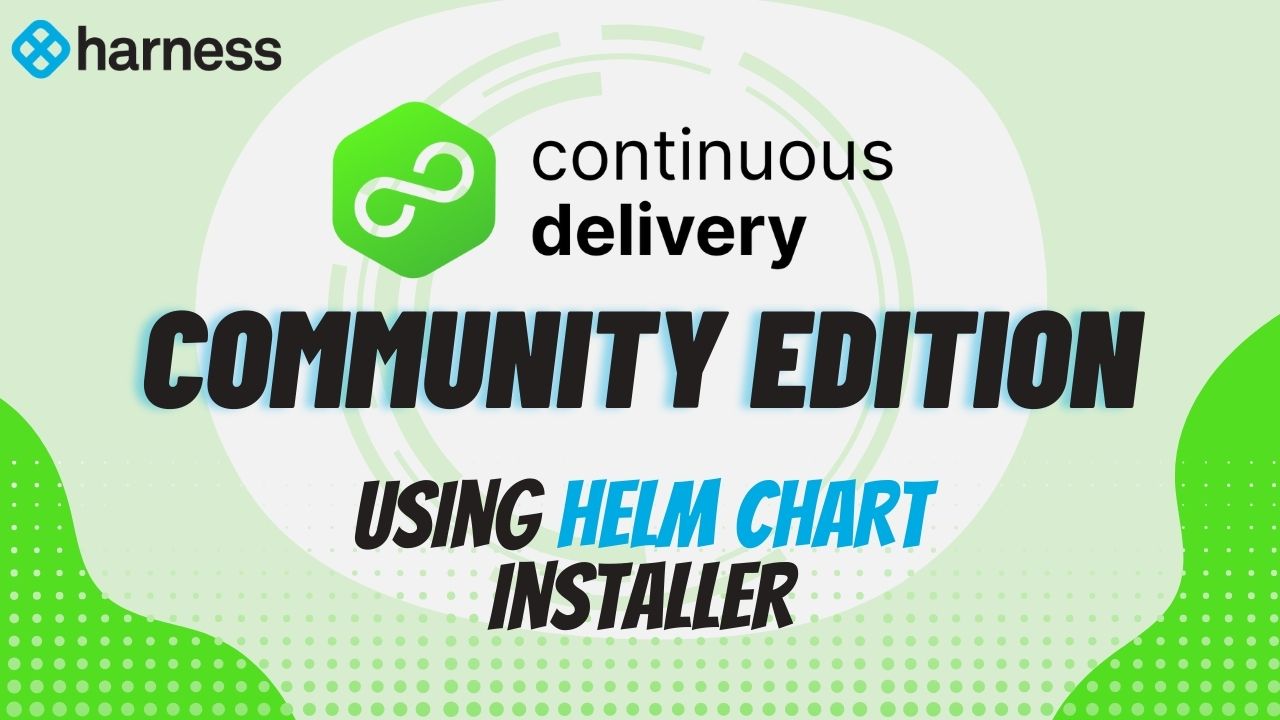 harness
continuous
delivery
COMMUNITY EDITION
USING HELM CHART
INSTALLER